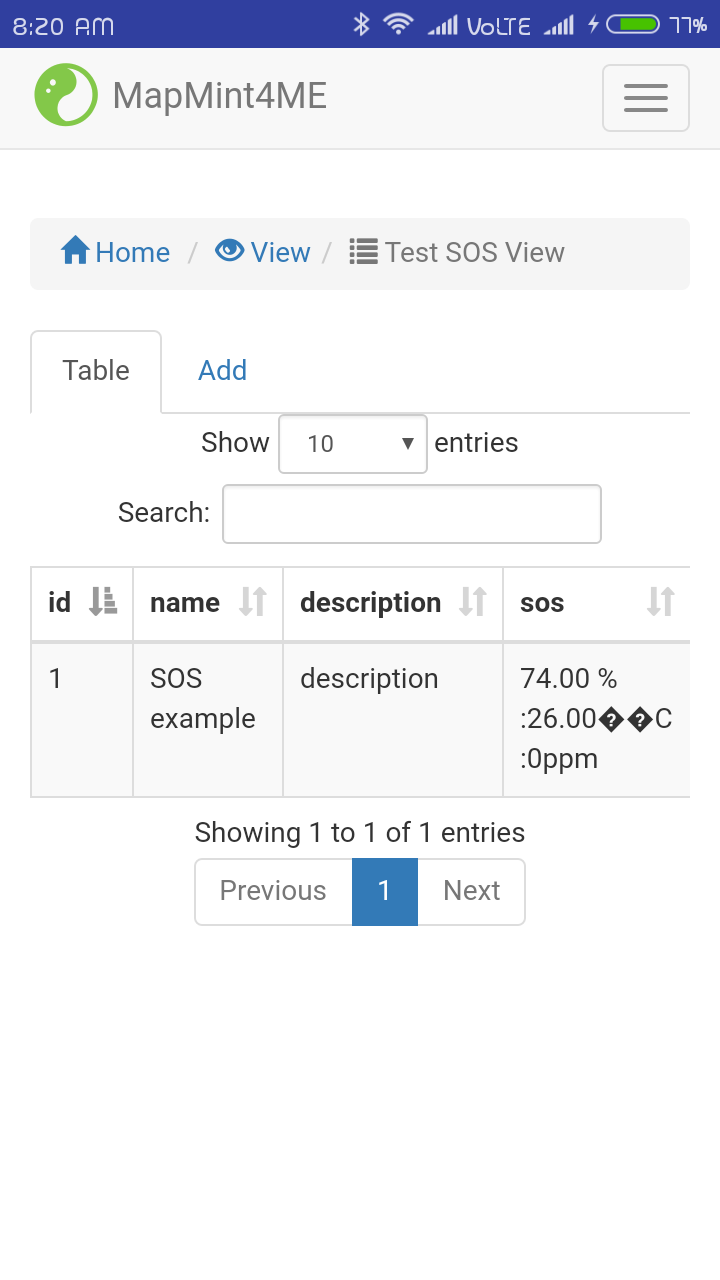 8:20 AM VoLTE 77%
MapMint4ME
Home / View / Test SOS View
Table Add
Show 10 entries
Search:
id name description sos
1 SOS description 74.00 %
example :26.00��C
:0ppm
Showing 1 to 1 of 1 entries
Previous 1 Next